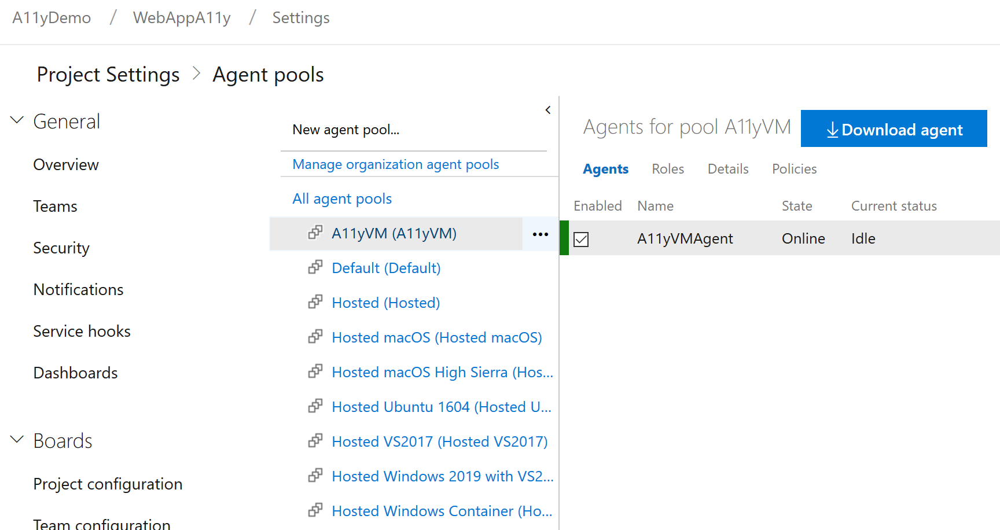 A11yDemo / WebAppA11y / Settings
Project Settings > Agent pools
General
Overview
Teams
Security
Notifications
Service hooks
Dashboards
Boards
Project configuration
Team configuration
New agent pool...
Manage organization agent pools
All agent pools
A11yVM (A11yVM)
Default (Default)
Hosted (Hosted)
Hosted macOS (Hosted macOS)
Hosted macOS High Sierra (Hos...
Hosted Ubuntu 1604 (Hosted U...
Hosted VS2017 (Hosted VS2017)
Hosted Windows 2019 with VS2...
Hosted Windows Container (Ho...
Agents for pool A11yVM
Download agent
Agents Roles Details Policies
Enabled Name State Current status
A11yVMAgent Online Idle